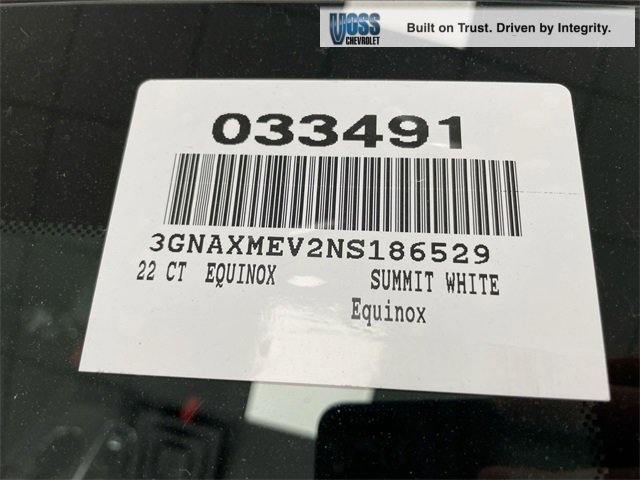 VOSS
CHEVROLET
Built on Trust. Driven by Integrity.
033491
3GNAXMEV2NS186529
22 CT EQUINOX SUMMIT WHITE
Equinox